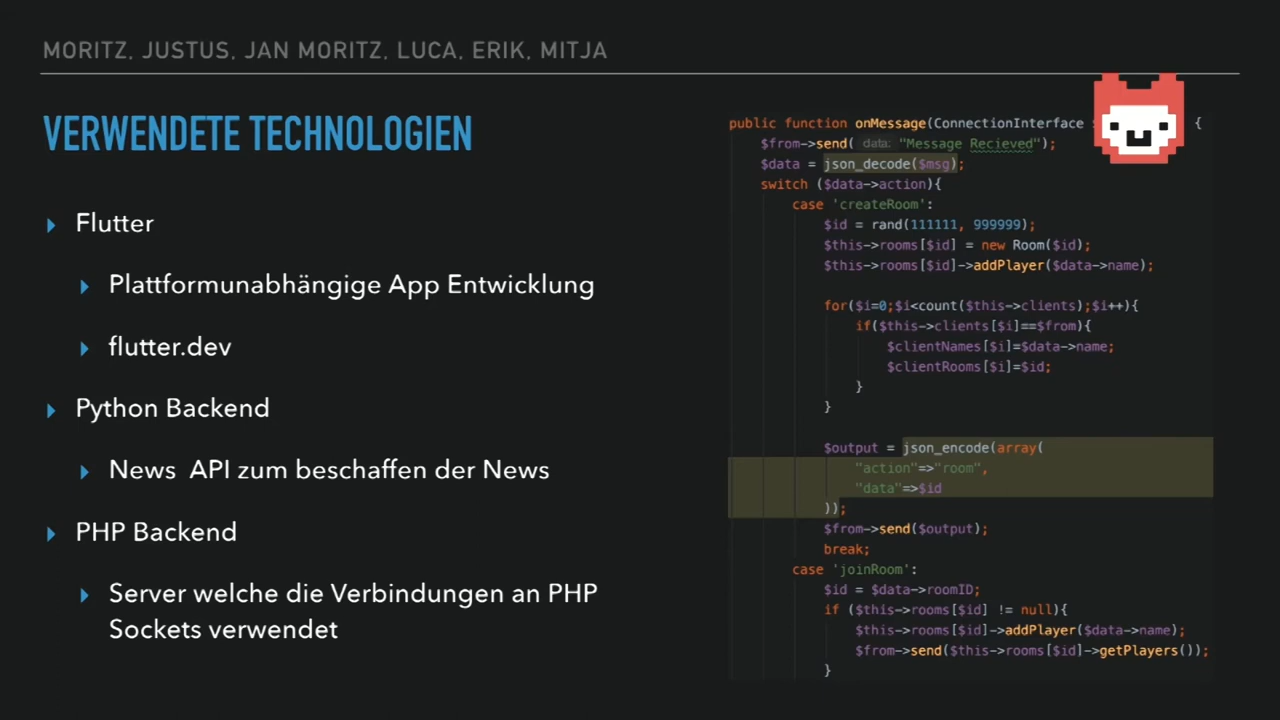 MORITZ, JUSTUS, JAN MORITZ, LUCA, ERIK, MITJA
VERWENDETE TECHNOLOGIEN
Flutter
Plattformunabhängige App Entwicklung
flutter.dev
Python Backend
News  API zum beschaffen der News
PHP Backend
Server welche die Verbindungen an PHP
Sockets verwendet
public function onMessage(ConnectionInterface {
$from->send( data: "Message Recieved");
$data = json_decode($msg);
switch ($data->action){
case 'createRoom':
$id = rand(111111, 999999);
$this->rooms[$id] = new Room($id);
$this->rooms[$id]->addPlayer($data->name);
for($i=0;$i<count($this->clients);$i++){
if($this->clients[$i]==$from){
$clientNames[$i]=$data->name;
$clientRooms[$i]=$id;
}
}
$output = json_encode(array(
"action"=>"room",
"data"=>$id
));
$from->send($output);
break;
case 'joinRoom':
$id = $data->roomID;
if ($this->rooms[$id] != null){
$this->rooms[$id]->addPlayer($data->name);
$from->send($this->rooms[$id]->getPlayers());
}